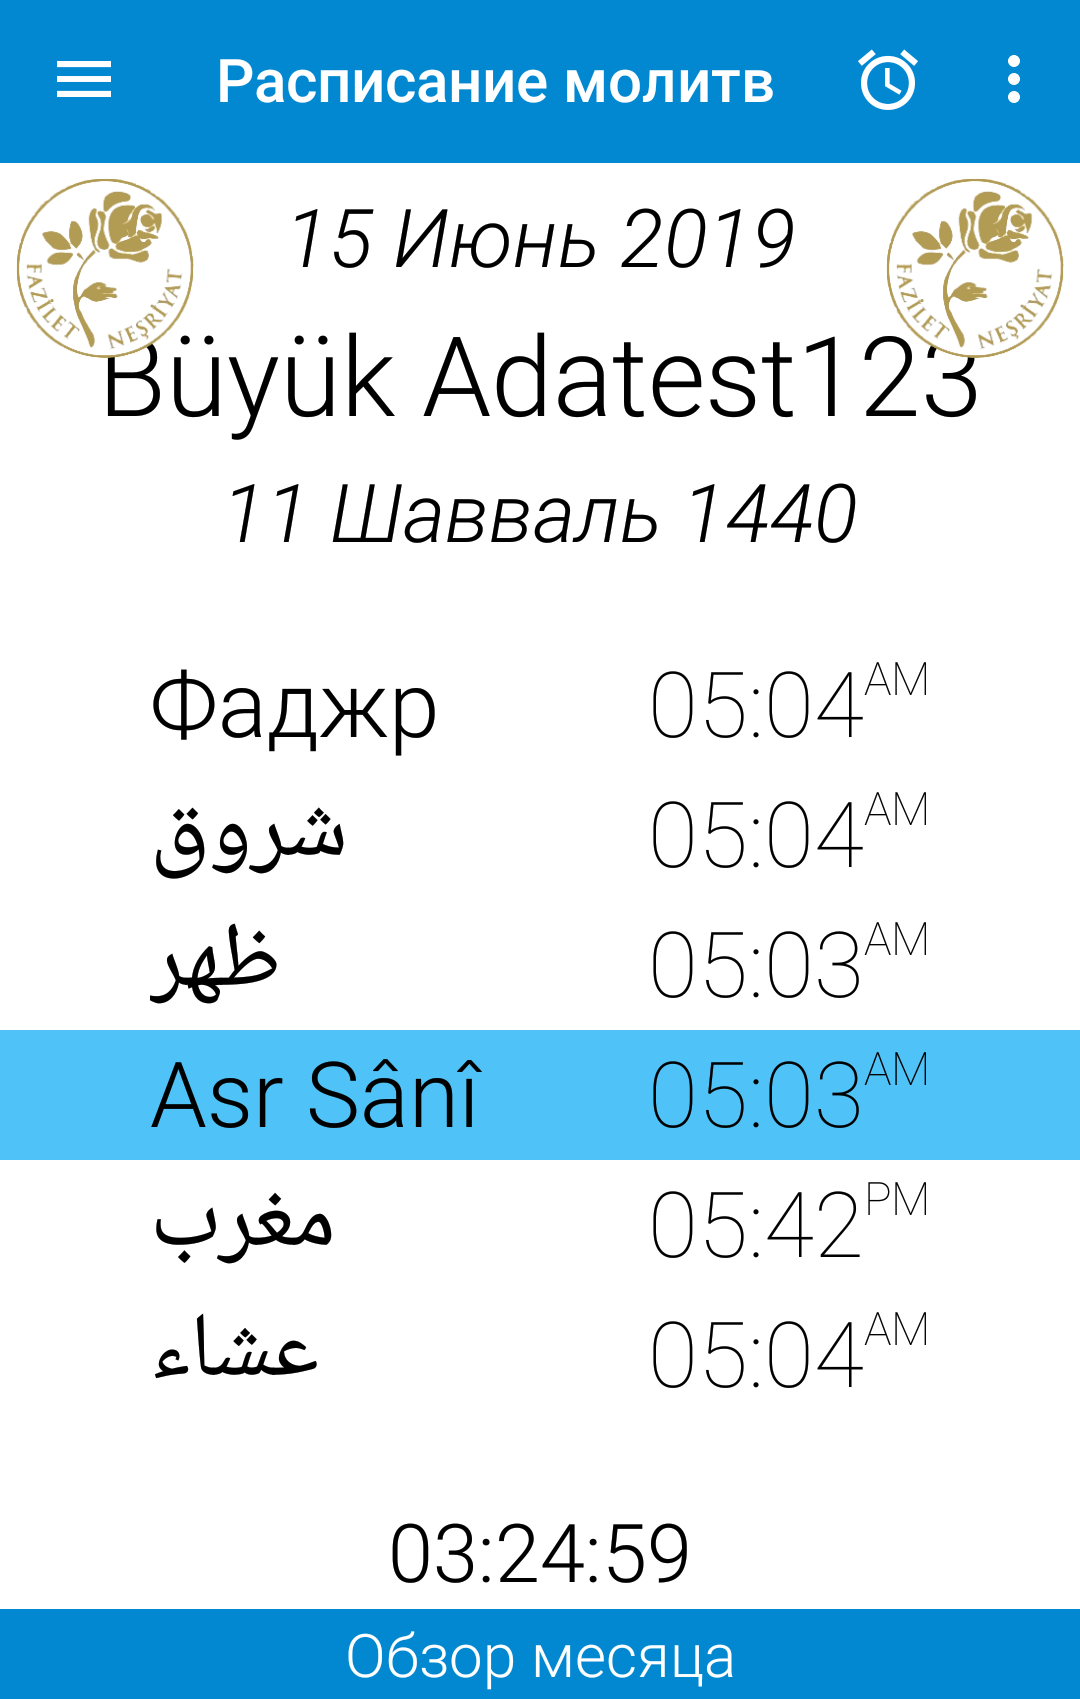 Расписание молитв
15 Июнь 2019
FAZİLET NEŞRİYAT
FAZİLET NEŞRİYAT
Büyük Adatest123
11 Шавваль 1440
Фаджр 05:04 AM
شروق 05:04 AM
ظهر 05:03 AM
Asr Sânî 05:03 AM
مغرب 05:42 PM
عشاء 05:04 AM
03:24:59
Обзор месяца